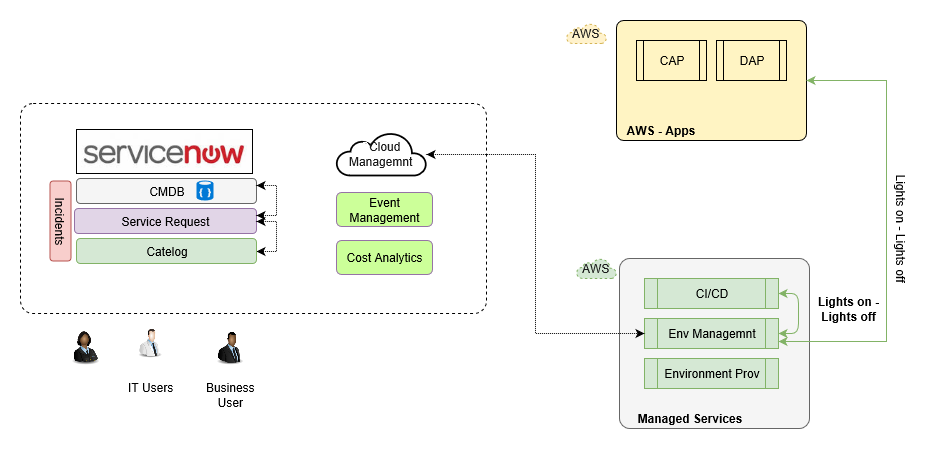 AWS
CAP
DAP
AWS - Apps
servicenow
Cloud
Managemnt
CMDB
Incidents
Service Request
Catelog
Event
Management
Cost Analytics
Lights on - Lights off
AWS
CI/CD
Lights on -
Lights off
Env Managemnt
Environment Prov
Managed Services
IT Users
Business
User